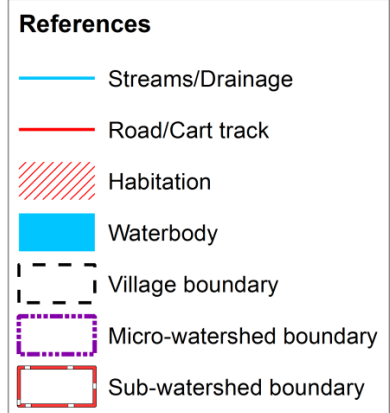 References
Streams/Drainage
Road/Cart track
Habitation
Waterbody
Village boundary
Micro-watershed boundary
Sub-watershed boundary